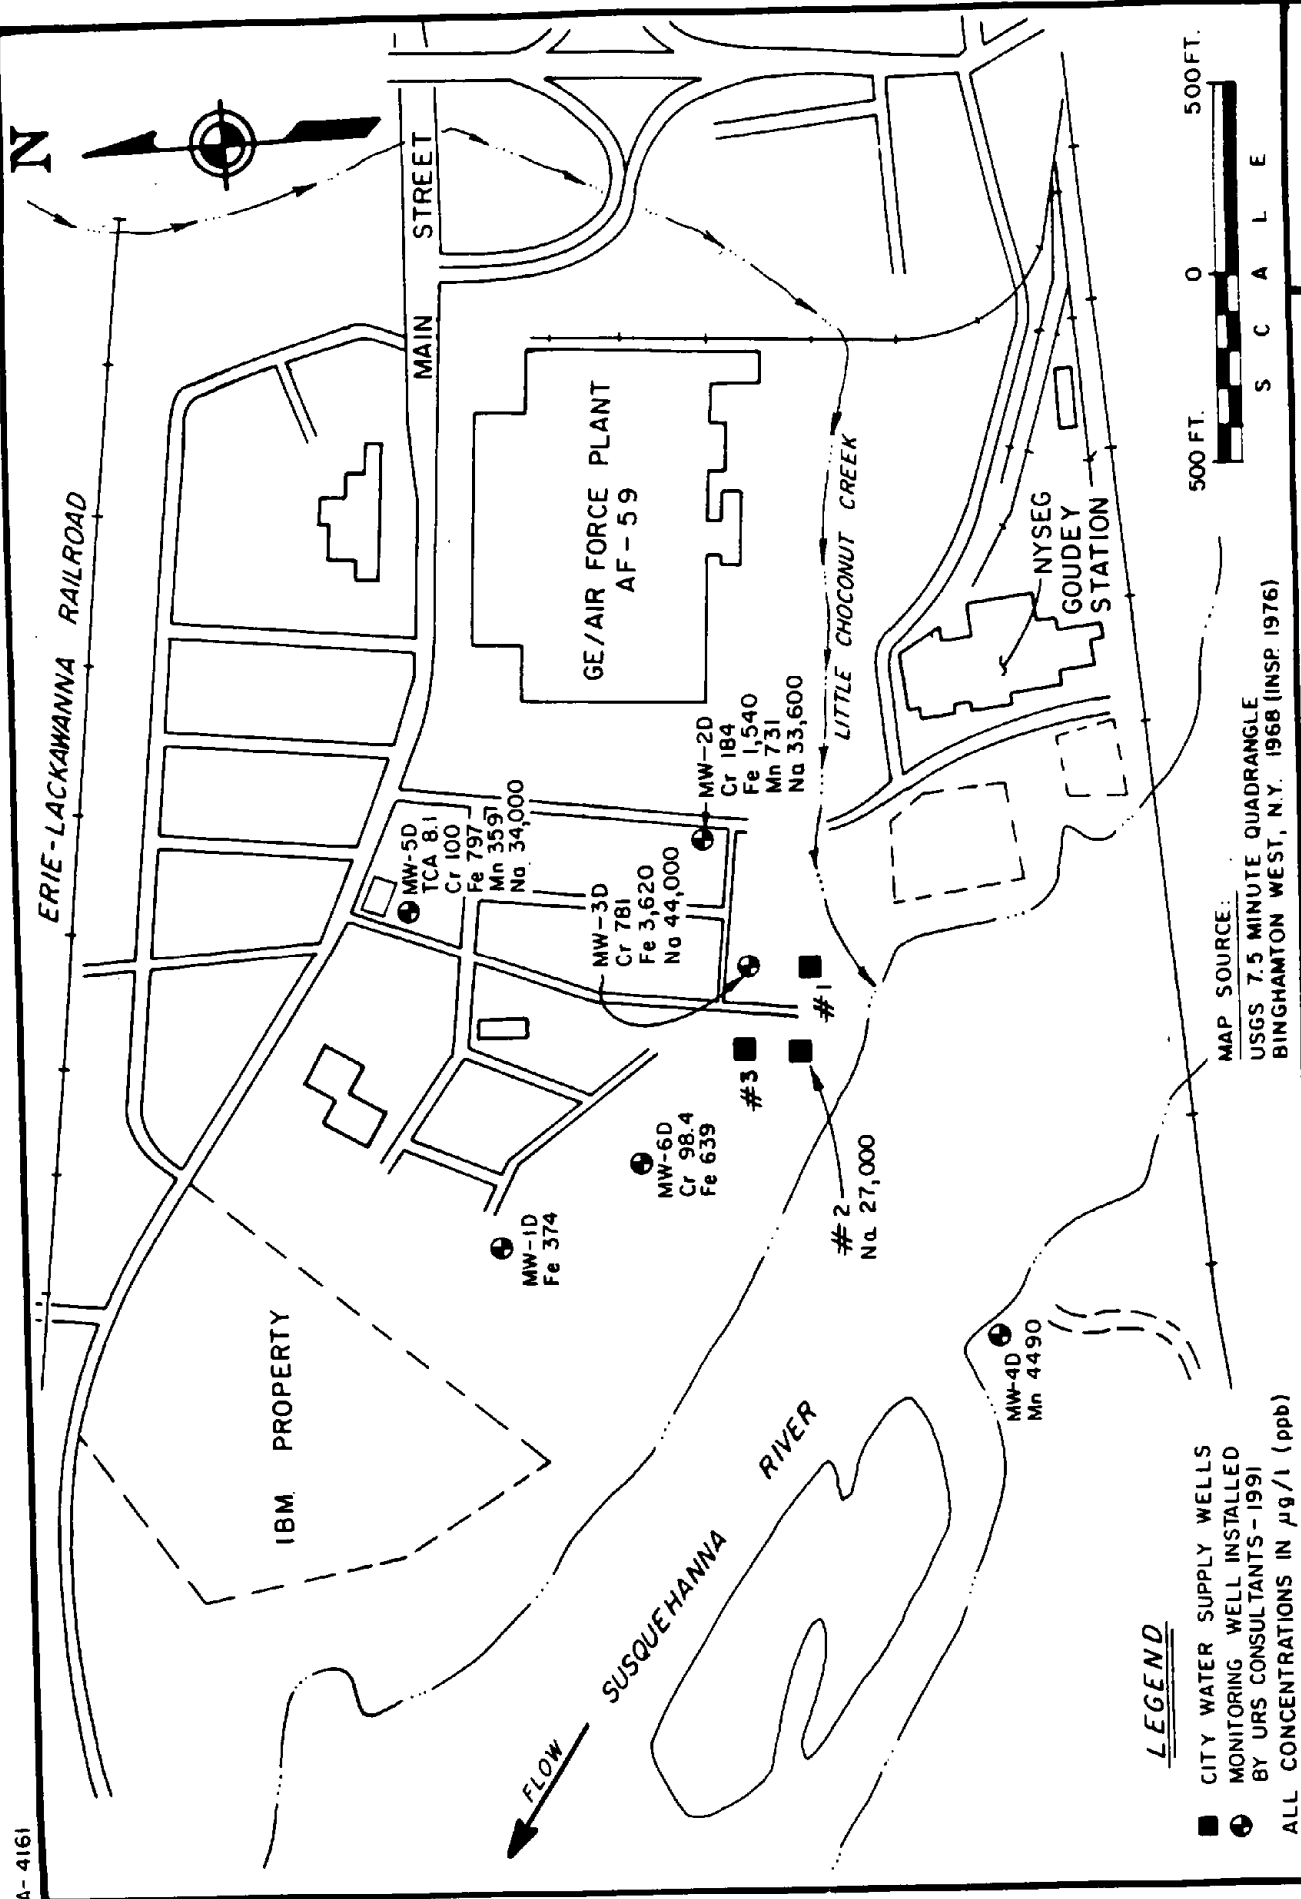 A-4161
N
ERIE-LACKAWANNA RAILROAD
MAIN STREET
GE/AIR FORCE PLANT
AF-59
LITTLE CHOCONUT CREEK
NYSEG
GOUDEY
STATION
MW-5D
TCA 8.1
Cr 100
Fe 797
Mn 359
Na 34,000
MW-2D
Cr 184
Fe 1,540
Mn 731
Na 33,600
MW-3D
Cr 781
Fe 3,620
Na 44,000
#1
#3
#2
Na 27,000
MW-6D
Cr 98.4
Fe 639
MW-1D
Fe 374
MW-4D
Mn 4490
IBM PROPERTY
SUSQUEHANNA RIVER
FLOW
500 FT. 0 500 FT.
SCALE
MAP SOURCE:
USGS 7.5 MINUTE QUADRANGLE
BINGHAMTON WEST, N.Y. 1968 (INSP. 1976)
LEGEND
CITY WATER SUPPLY WELLS
MONITORING WELL INSTALLED
BY URS CONSULTANTS-1991
ALL CONCENTRATIONS IN µg/l (ppb)